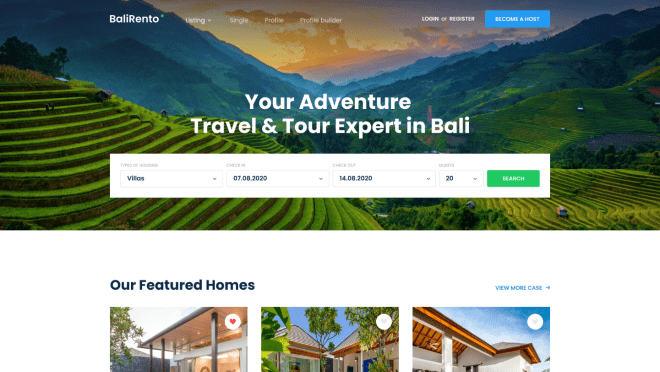 BaliRento
Listing
Single
Profile
Profile builder
LOGIN or REGISTER
BECOME A HOST
Your Adventure
Travel & Tour Expert in Bali
TYPES OF HOUSING
CHECK IN
CHECK OUT
GUESTS
Villas
07.08.2020
14.08.2020
20
SEARCH
Our Featured Homes
VIEW MORE CASE